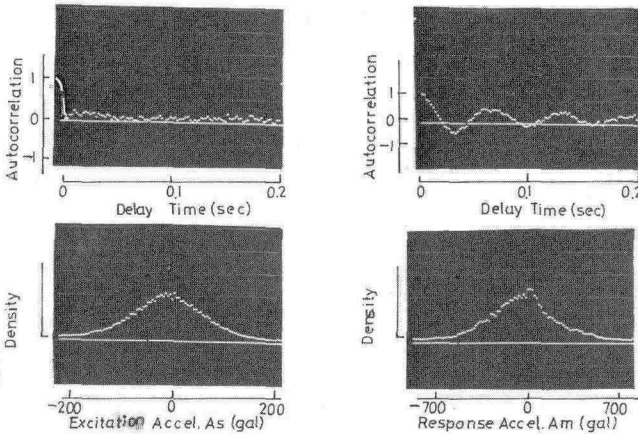 Autocorrelation
1
0
-1
0
0.1
0.2
Delay Time (sec)
Autocorrelation
1
0
-1
0
0.1
0.2
Delay Time (sec)
Density
-200
0
200
Excitation Accel. As (gal)
Density
-700
0
700
Response Accel. Am (gal)